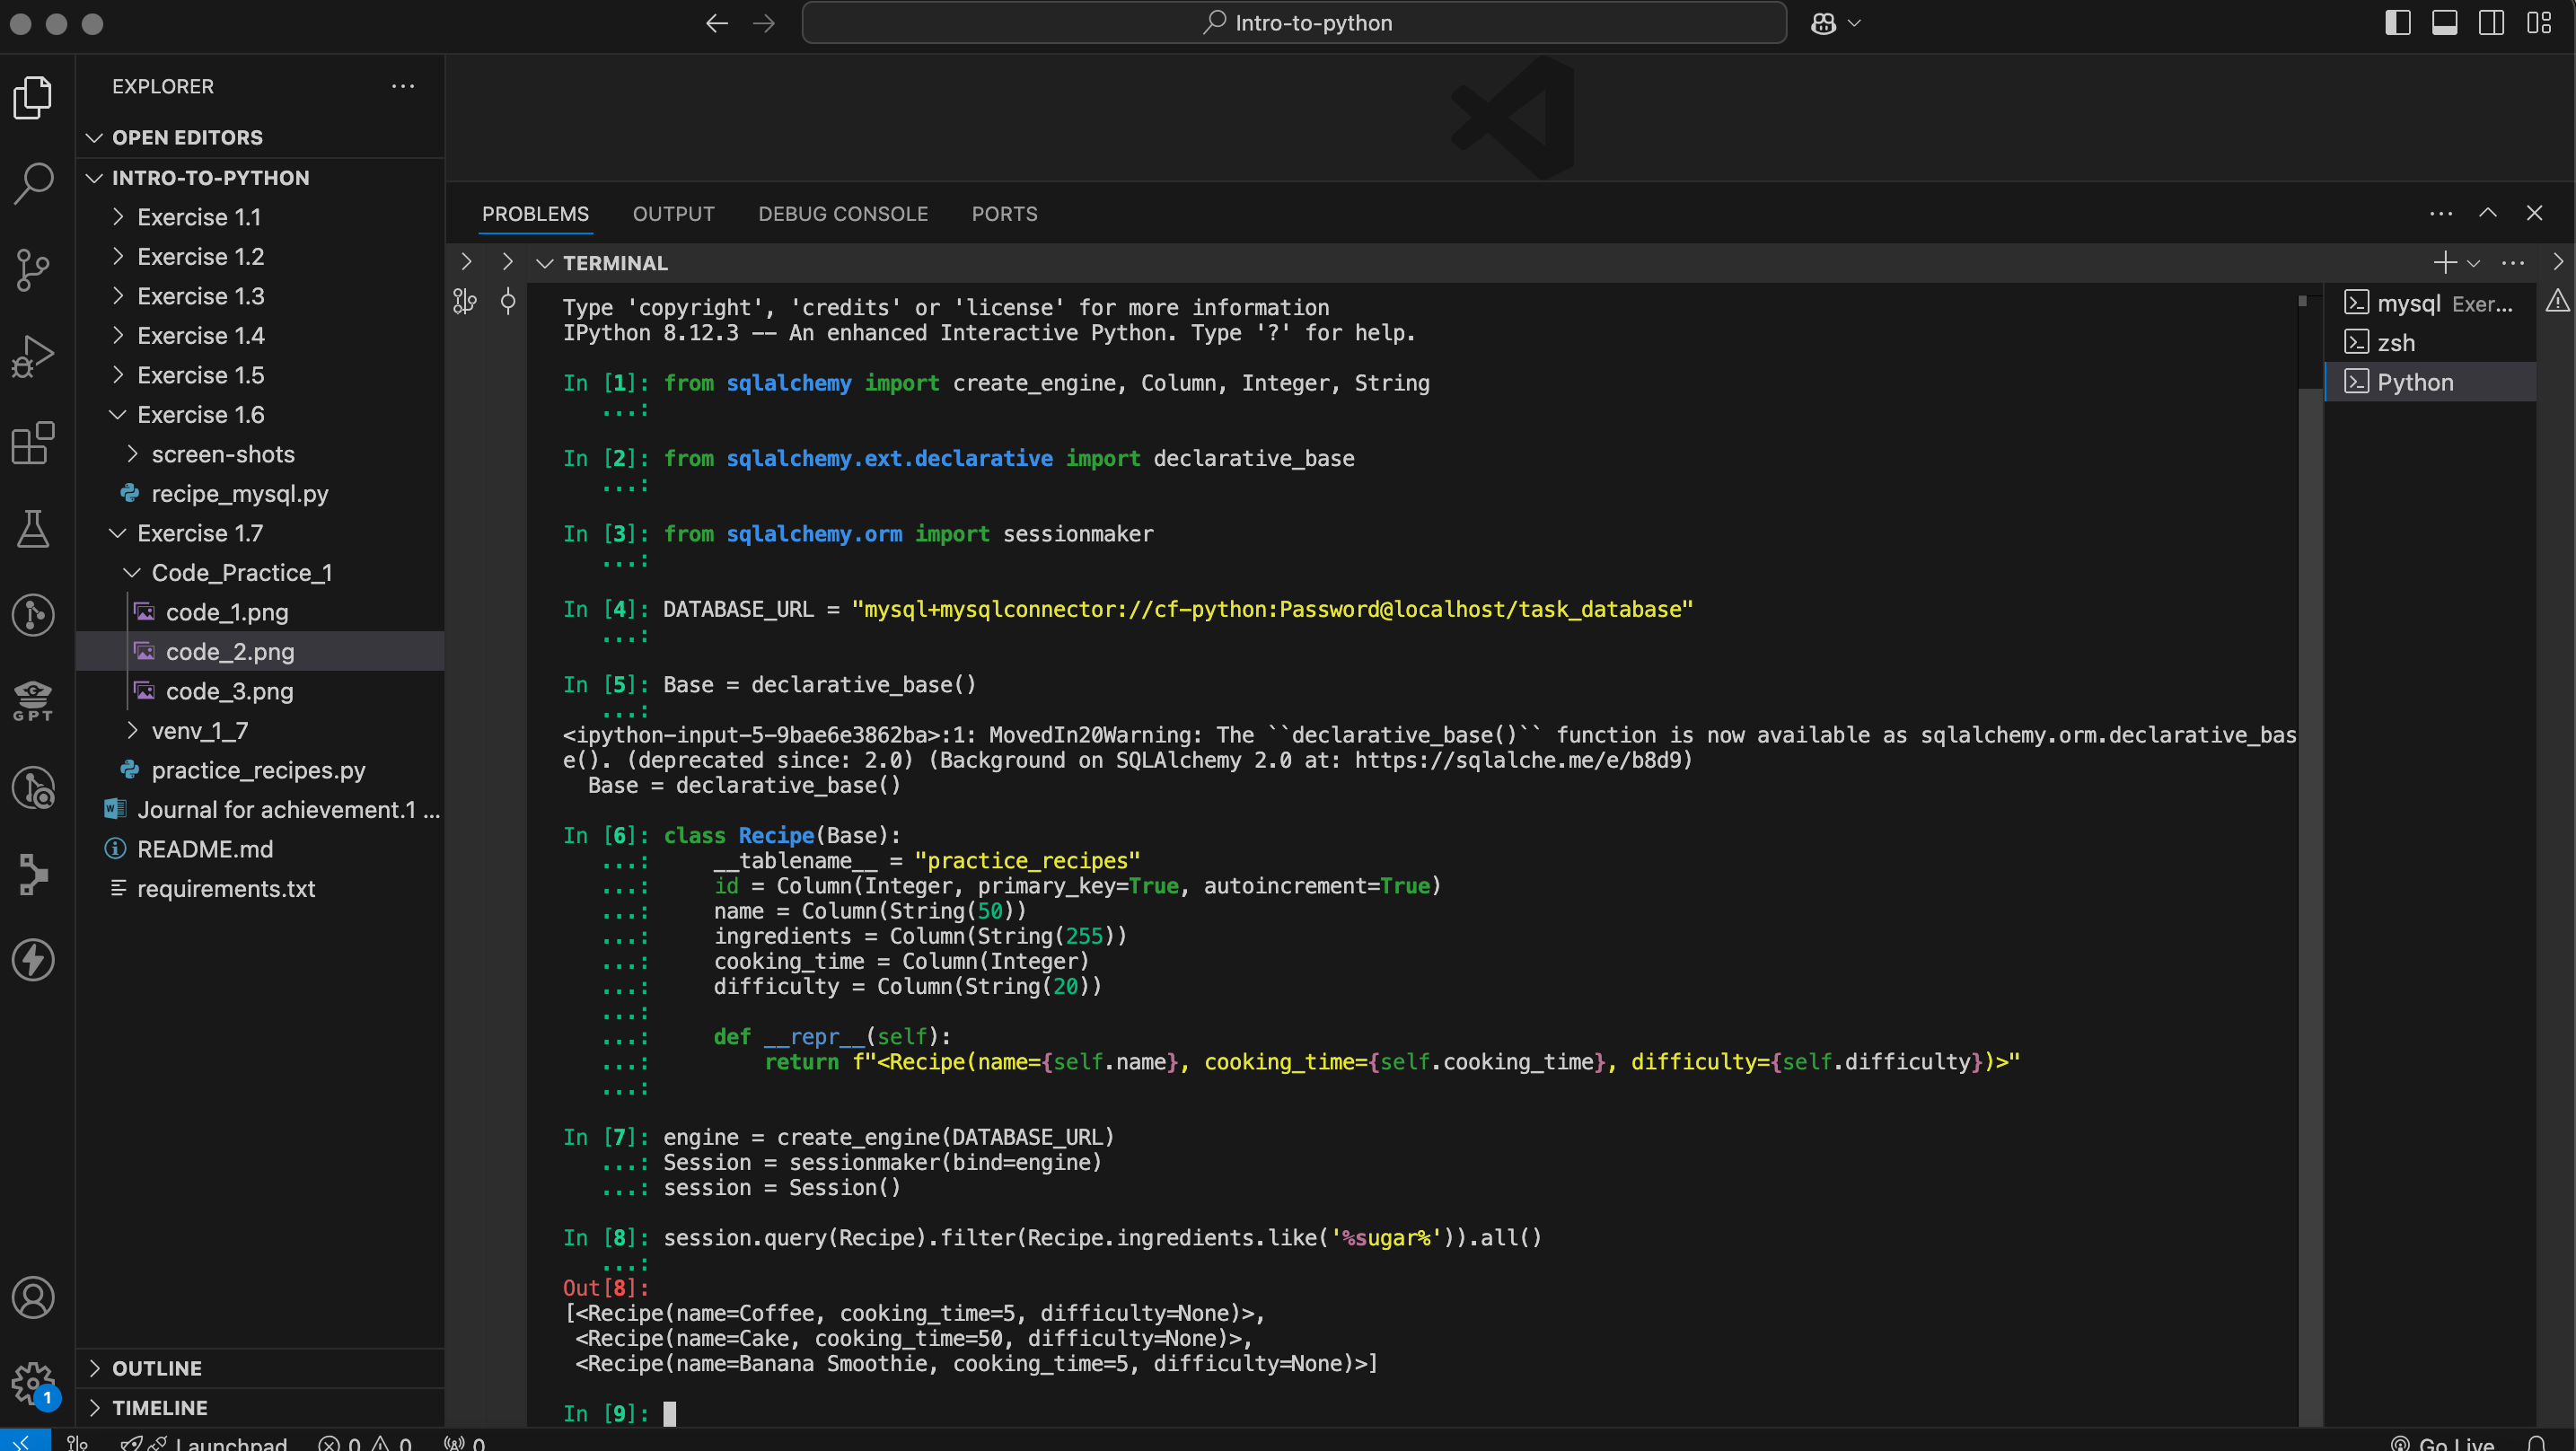 Intro-to-python
EXPLORER
OPEN EDITORS
INTRO-TO-PYTHON
Exercise 1.1
Exercise 1.2
Exercise 1.3
Exercise 1.4
Exercise 1.5
Exercise 1.6
screen-shots
recipe_mysql.py
Exercise 1.7
Code_Practice_1
code_1.png
code_2.png
code_3.png
venv_1_7
practice_recipes.py
Journal for achievement.1 ...
README.md
requirements.txt
OUTLINE
TIMELINE
GPT
1
PROBLEMS OUTPUT DEBUG CONSOLE PORTS
TERMINAL
Type 'copyright', 'credits' or 'license' for more information
IPython 8.12.3 -- An enhanced Interactive Python. Type '?' for help.
In [1]: from sqlalchemy import create_engine, Column, Integer, String
...:
In [2]: from sqlalchemy.ext.declarative import declarative_base
...:
In [3]: from sqlalchemy.orm import sessionmaker
...:
In [4]: DATABASE_URL = "mysql+mysqlconnector://cf-python:Password@localhost/task_database"
...:
In [5]: Base = declarative_base()
...:
<ipython-input-5-9bae6e3862ba>:1: MovedIn20Warning: The ``declarative_base()`` function is now available as sqlalchemy.orm.declarative_bas
e(). (deprecated since: 2.0) (Background on SQLAlchemy 2.0 at: https://sqlalche.me/e/b8d9)
Base = declarative_base()
In [6]: class Recipe(Base):
...: __tablename__ = "practice_recipes"
...: id = Column(Integer, primary_key=True, autoincrement=True)
...: name = Column(String(50))
...: ingredients = Column(String(255))
...: cooking_time = Column(Integer)
...: difficulty = Column(String(20))
...:
...: def __repr__(self):
...: return f"<Recipe(name={self.name}, cooking_time={self.cooking_time}, difficulty={self.difficulty})>"
...:
In [7]: engine = create_engine(DATABASE_URL)
...: Session = sessionmaker(bind=engine)
...: session = Session()
In [8]: session.query(Recipe).filter(Recipe.ingredients.like('%sugar%')).all()
...:
Out[8]:
[<Recipe(name=Coffee, cooking_time=5, difficulty=None)>,
<Recipe(name=Cake, cooking_time=50, difficulty=None)>,
<Recipe(name=Banana Smoothie, cooking_time=5, difficulty=None)>]
In [9]:
mysql Exer...
zsh
Python
Launchpad 0 0 0 Go Live